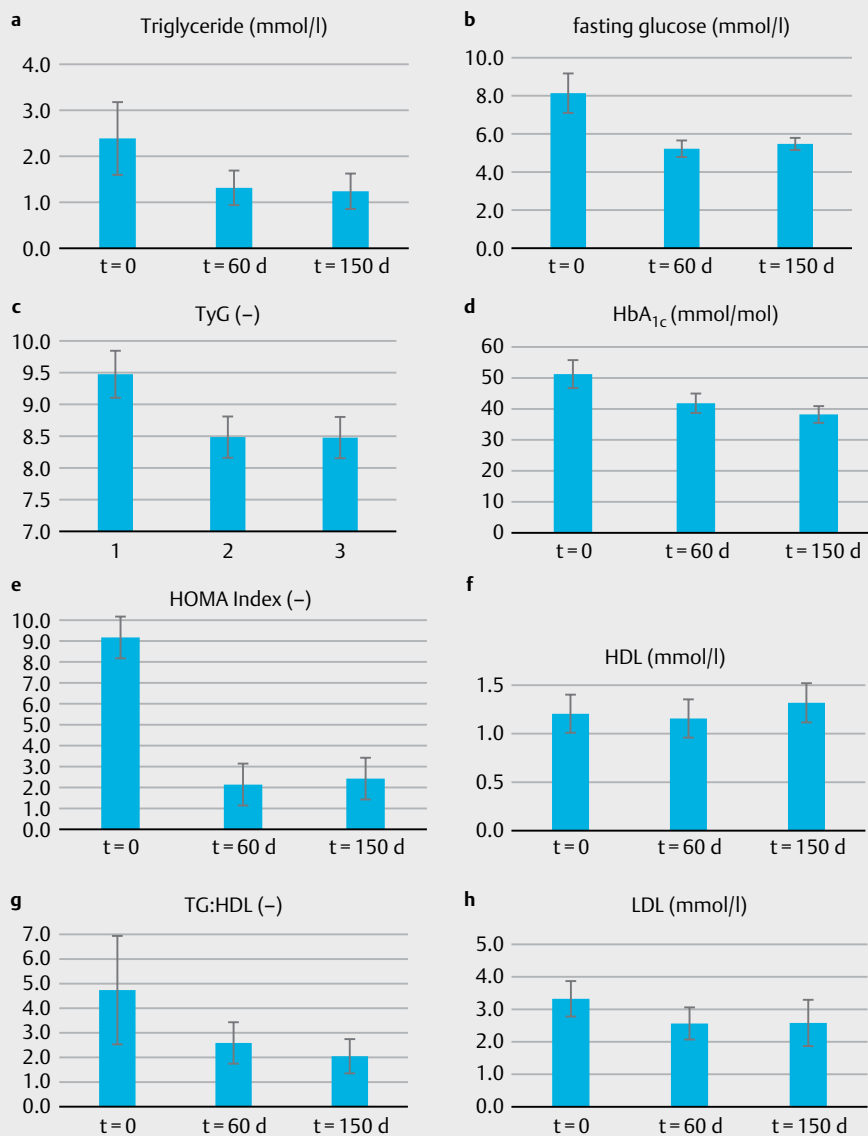 a
Triglyceride (mmol/l)
4.0
3.0
2.0
1.0
0.0
t = 0 t = 60 d t = 150 d
b
fasting glucose (mmol/l)
10.0
8.0
6.0
4.0
2.0
0.0
t = 0 t = 60 d t = 150 d
c
TyG (–)
10.0
9.5
9.0
8.5
8.0
7.5
7.0
1 2 3
d
HbA1c (mmol/mol)
60
50
40
30
20
10
0
t = 0 t = 60 d t = 150 d
e
HOMA Index (–)
10.0
9.0
8.0
7.0
6.0
5.0
4.0
3.0
2.0
1.0
0.0
t = 0 t = 60 d t = 150 d
f
HDL (mmol/l)
1.5
1.0
0.5
0.0
t = 0 t = 60 d t = 150 d
g
TG:HDL (–)
7.0
6.0
5.0
4.0
3.0
2.0
1.0
0.0
t = 0 t = 60 d t = 150 d
h
LDL (mmol/l)
5.0
4.0
3.0
2.0
1.0
0.0
t = 0 t = 60 d t = 150 d